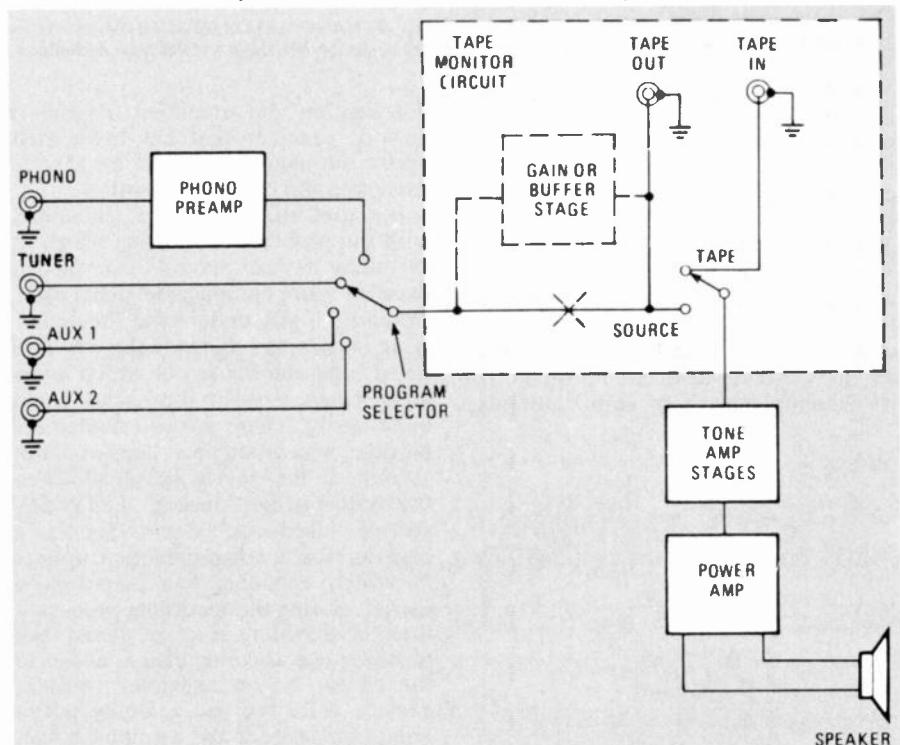 TAPE
MONITOR
CIRCUIT
TAPE
OUT
TAPE
IN
GAIN OR
BUFFER
STAGE
PHONO
PHONO
PREAMP
TUNER
TAPE
SOURCE
AUX 1
AUX 2
PROGRAM
SELECTOR
TONE
AMP
STAGES
POWER
AMP
SPEAKER